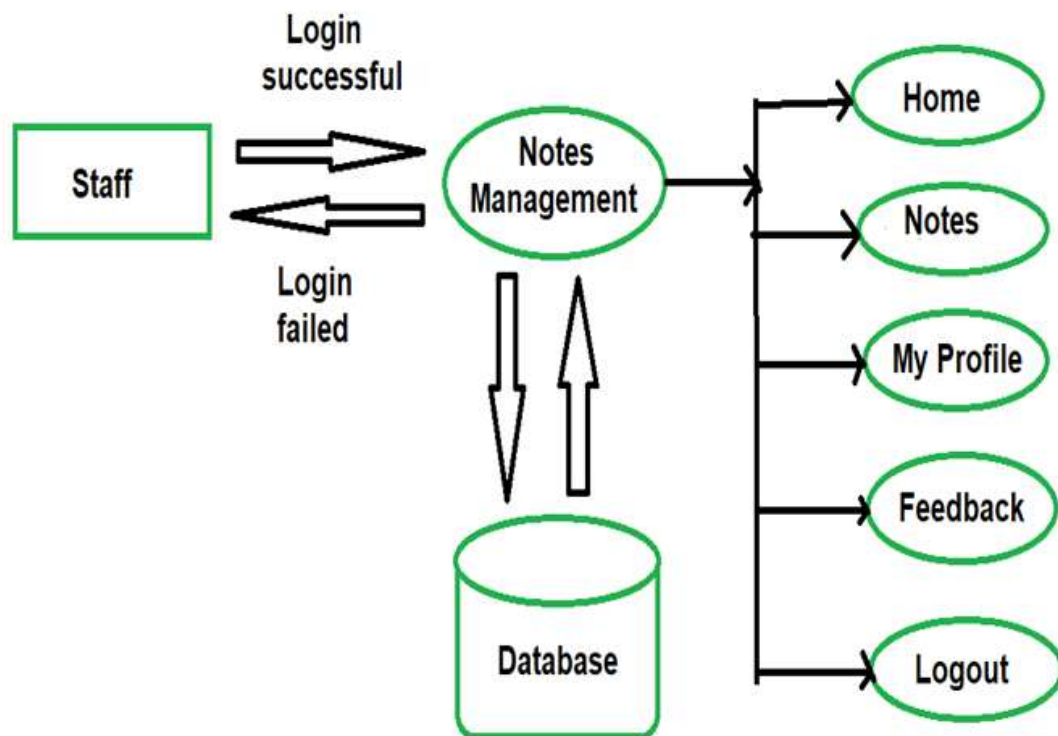 Login
successful
Staff
Login
failed
Notes
Management
Database
Home
Notes
My Profile
Feedback
Logout